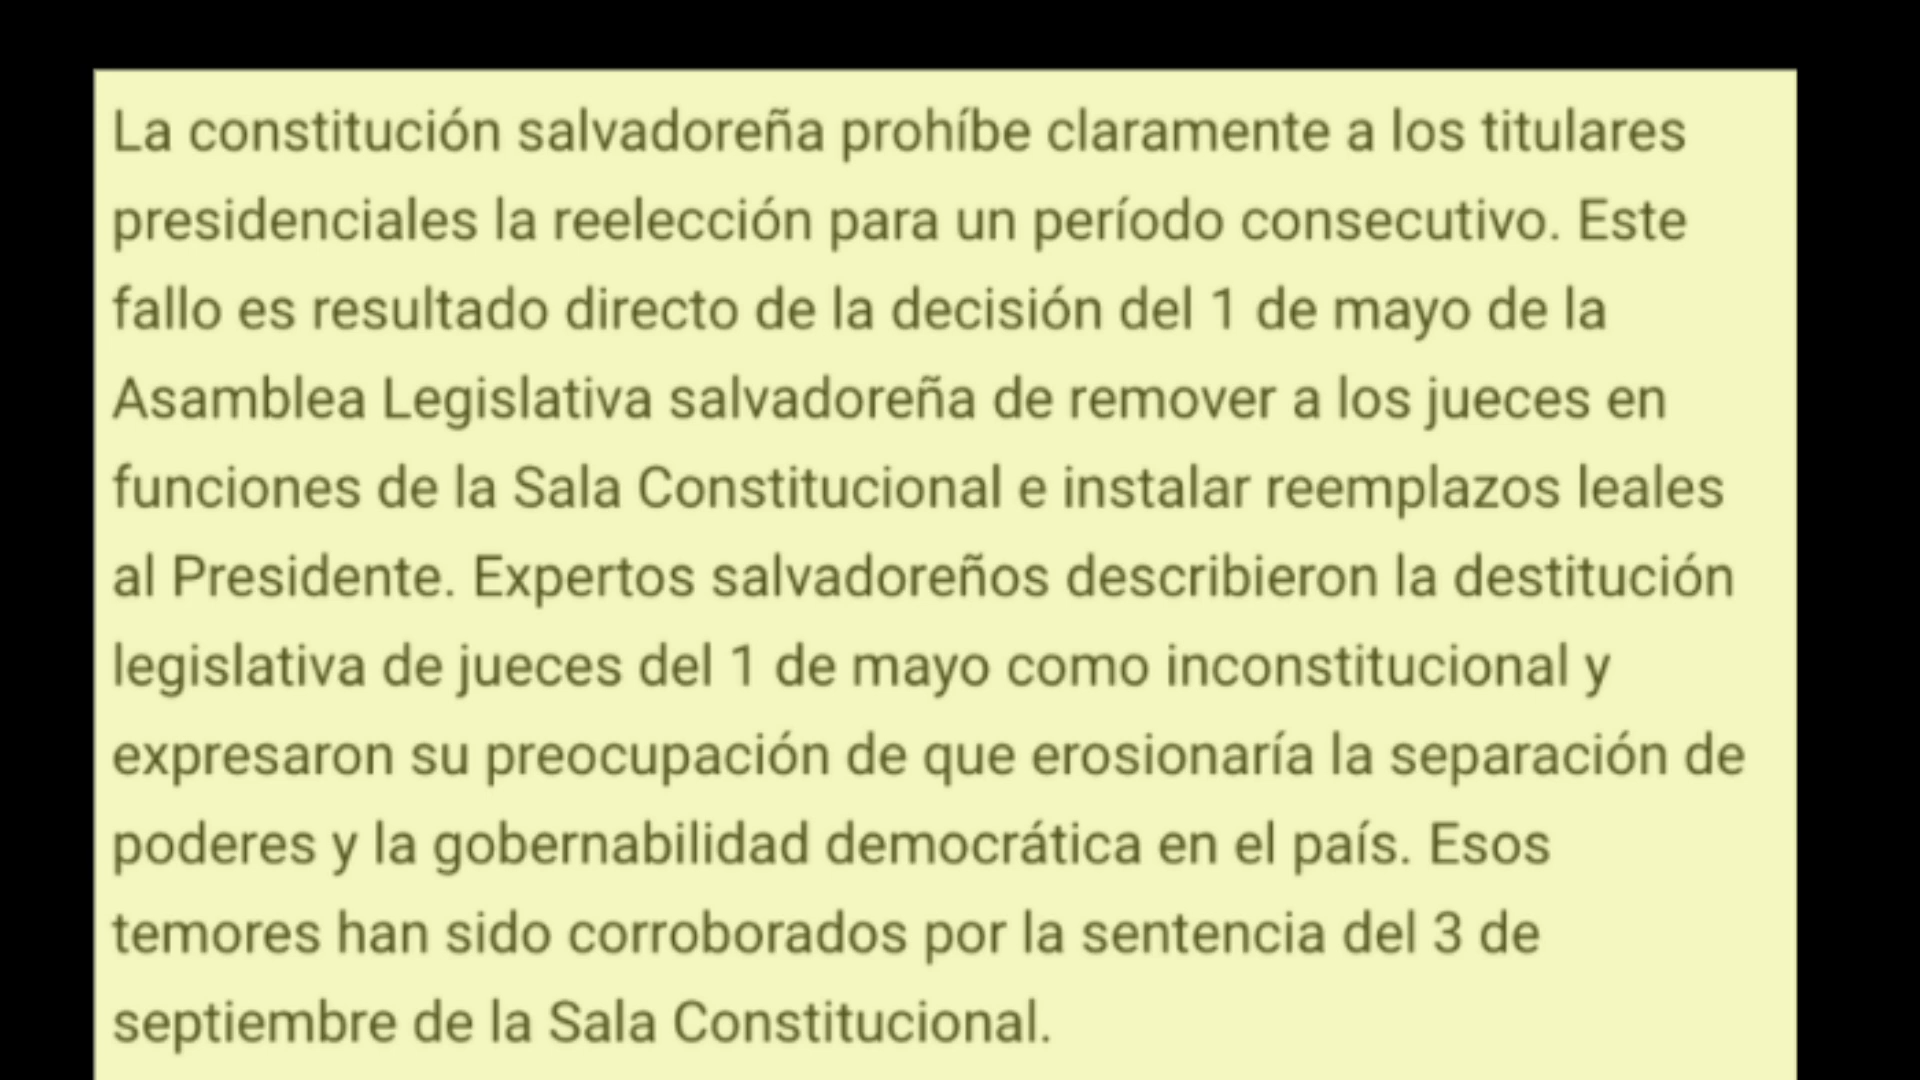 La constitución salvadoreña prohíbe claramente a los titulares
presidenciales la reelección para un período consecutivo. Este
fallo es resultado directo de la decisión del 1 de mayo de la
Asamblea Legislativa salvadoreña de remover a los jueces en
funciones de la Sala Constitucional e instalar reemplazos leales
al Presidente. Expertos salvadoreños describieron la destitución
legislativa de jueces del 1 de mayo como inconstitucional y
expresaron su preocupación de que erosionaría la separación de
poderes y la gobernabilidad democrática en el país. Esos
temores han sido corroborados por la sentencia del 3 de
septiembre de la Sala Constitucional.